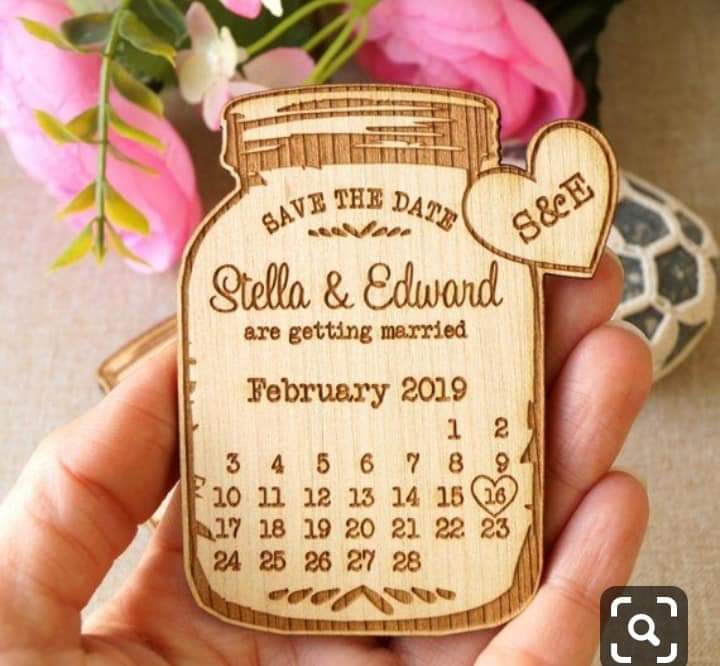 SAVE THE DATE
S&E
Stella & Edward
are getting married
February 2019
1 2
3 4 5 6 7 8 9
10 11 12 13 14 15 16
17 18 19 20 21 22 23
24 25 26 27 28